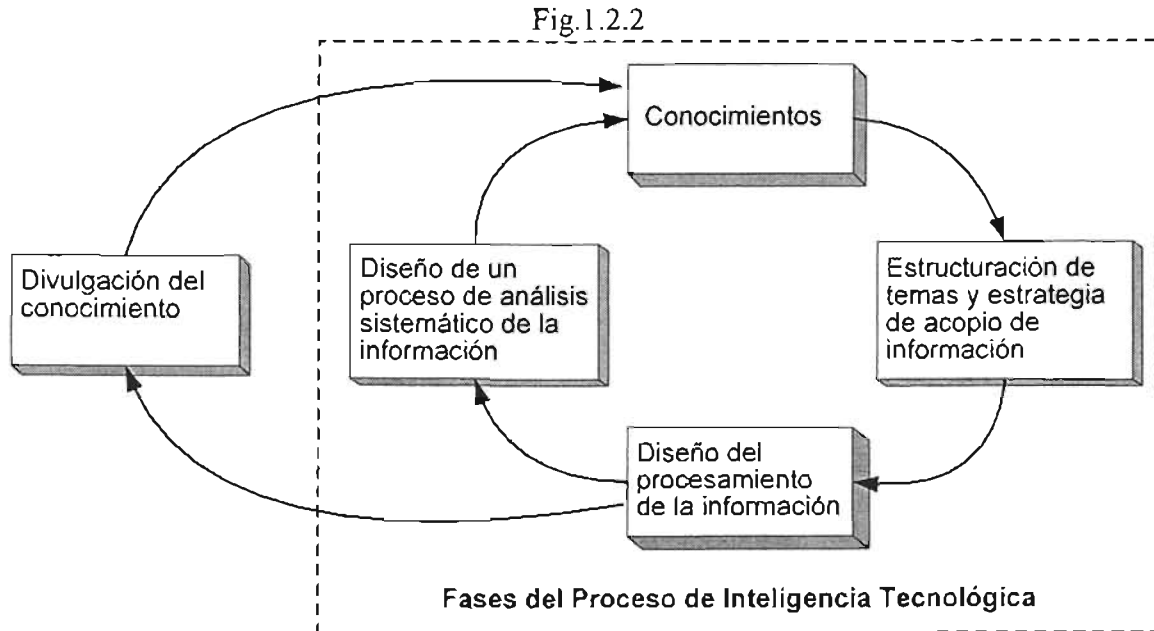 Fig.1.2.2
Conocimientos
Divulgación del
conocimiento
Diseño de un
proceso de análisis
sistemático de la
información
Estructuración de
temas y estrategia
de acopio de
información
Diseño del
procesamiento
de la información
Fases del Proceso de Inteligencia Tecnológica